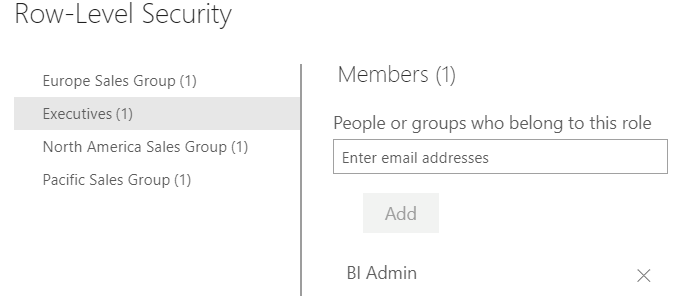 Row-Level Security
Europe Sales Group (1)
Executives (1)
North America Sales Group (1)
Pacific Sales Group (1)
Members (1)
People or groups who belong to this role
Enter email addresses
Add
BI Admin